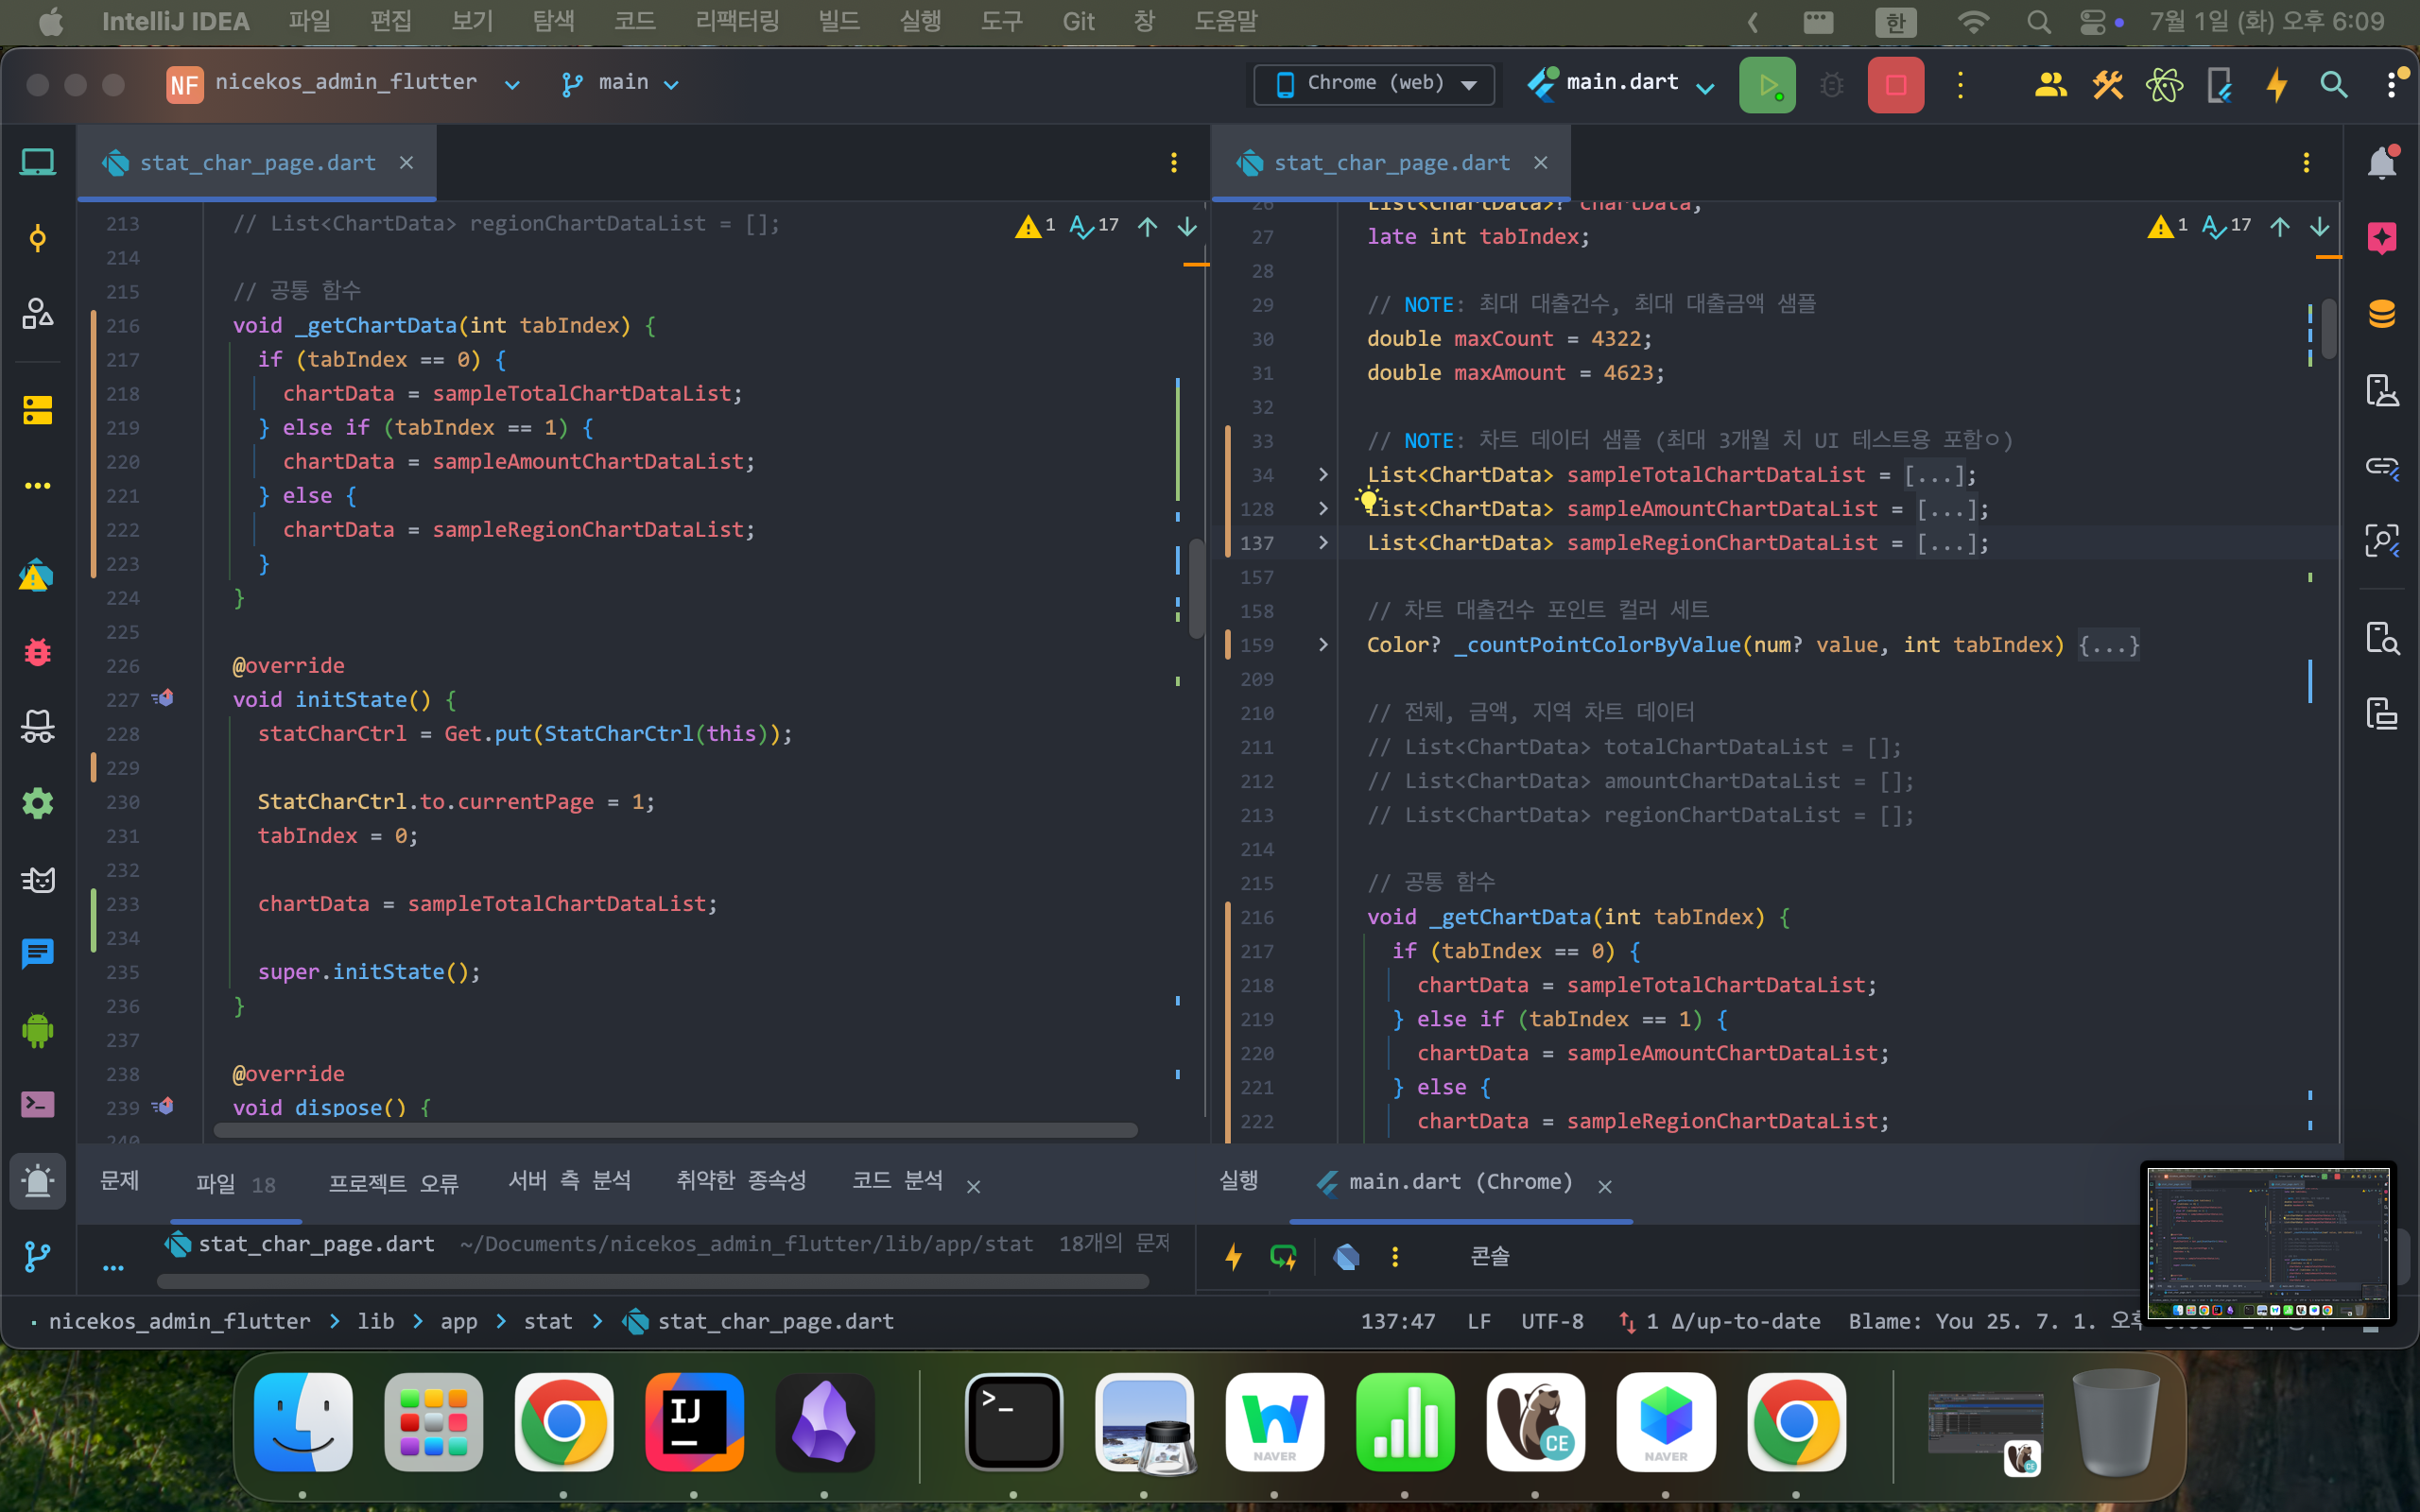 IntelliJ IDEA 파일 편집 보기 탐색 코드 리팩터링 빌드 실행 도구 Git 창 도움말 한 7월 1일 (화) 오후 6:09
NF nicekos_admin_flutter main Chrome (web) main.dart
stat_char_page.dart
213 // List<ChartData> regionChartDataList = []; 1 17
214
215 // 공통 함수
216 void _getChartData(int tabIndex) {
217 if (tabIndex == 0) {
218 chartData = sampleTotalChartDataList;
219 } else if (tabIndex == 1) {
220 chartData = sampleAmountChartDataList;
221 } else {
222 chartData = sampleRegionChartDataList;
223 }
224 }
225
226 @override
227 void initState() {
228 statCharCtrl = Get.put(StatCharCtrl(this));
229
230 StatCharCtrl.to.currentPage = 1;
231 tabIndex = 0;
232
233 chartData = sampleTotalChartDataList;
234
235 super.initState();
236 }
237
238 @override
239 void dispose() {
240
stat_char_page.dart
26 List<ChartData>? chartData;
27 late int tabIndex; 1 17
28
29 // NOTE: 최대 대출건수, 최대 대출금액 샘플
30 double maxCount = 4322;
31 double maxAmount = 4623;
32
33 // NOTE: 차트 데이터 샘플 (최대 3개월 치 UI 테스트용 포함ㅇ)
34 List<ChartData> sampleTotalChartDataList = [...];
128 List<ChartData> sampleAmountChartDataList = [...];
137 List<ChartData> sampleRegionChartDataList = [...];
157
158 // 차트 대출건수 포인트 컬러 세트
159 Color? _countPointColorByValue(num? value, int tabIndex) {...}
209
210 // 전체, 금액, 지역 차트 데이터
211 // List<ChartData> totalChartDataList = [];
212 // List<ChartData> amountChartDataList = [];
213 // List<ChartData> regionChartDataList = [];
214
215 // 공통 함수
216 void _getChartData(int tabIndex) {
217 if (tabIndex == 0) {
218 chartData = sampleTotalChartDataList;
219 } else if (tabIndex == 1) {
220 chartData = sampleAmountChartDataList;
221 } else {
222 chartData = sampleRegionChartDataList;
문제 파일 18 프로젝트 오류 서버 측 분석 취약한 종속성 코드 분석
stat_char_page.dart ~/Documents/nicekos_admin_flutter/lib/app/stat 18개의 문제
실행 main.dart (Chrome)
콘솔
nicekos_admin_flutter lib app stat stat_char_page.dart 137:47 LF UTF-8 1 Δ/up-to-date Blame: You 25. 7. 1. 오후
IJ >_ NAVER CE NAVER